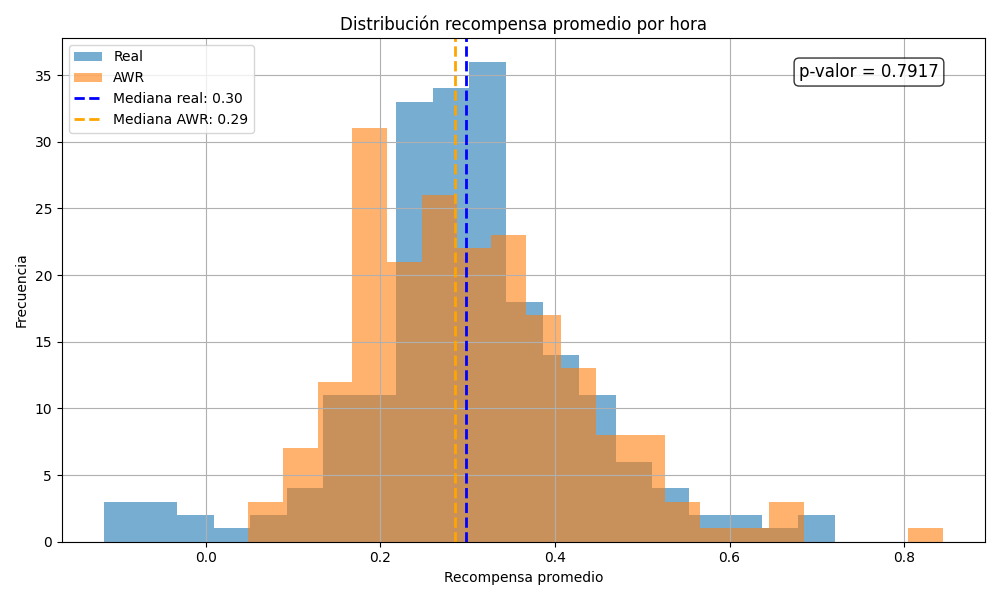 Distribución recompensa promedio por hora
Real
AWR
Mediana real: 0.30
Mediana AWR: 0.29
p-valor = 0.7917
Frecuencia
35
30
25
20
15
10
5
0
0.0 0.2 0.4 0.6 0.8
Recompensa promedio